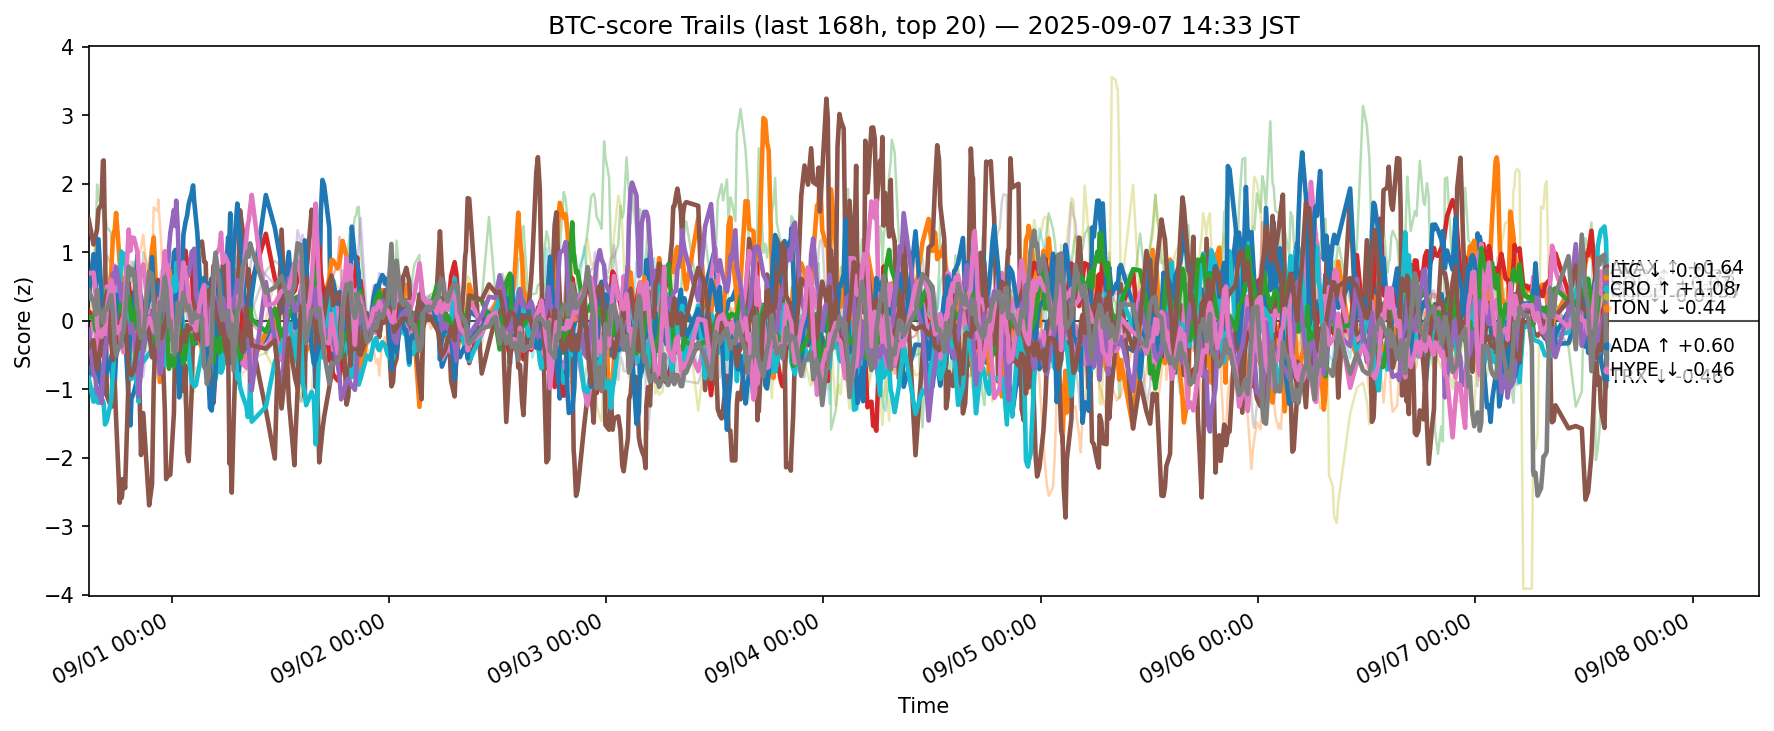 BTC-score Trails (last 168h, top 20) — 2025-09-07 14:33 JST
Score (z)
4
3
2
1
0
−1
−2
−3
−4
LTC ↓ -0.01
CRO ↑ +1.08
TON ↓ -0.44
ADA ↑ +0.60
HYPE ↓ -0.46
09/01 00:00
09/02 00:00
09/03 00:00
09/04 00:00
09/05 00:00
09/06 00:00
09/07 00:00
09/08 00:00
Time